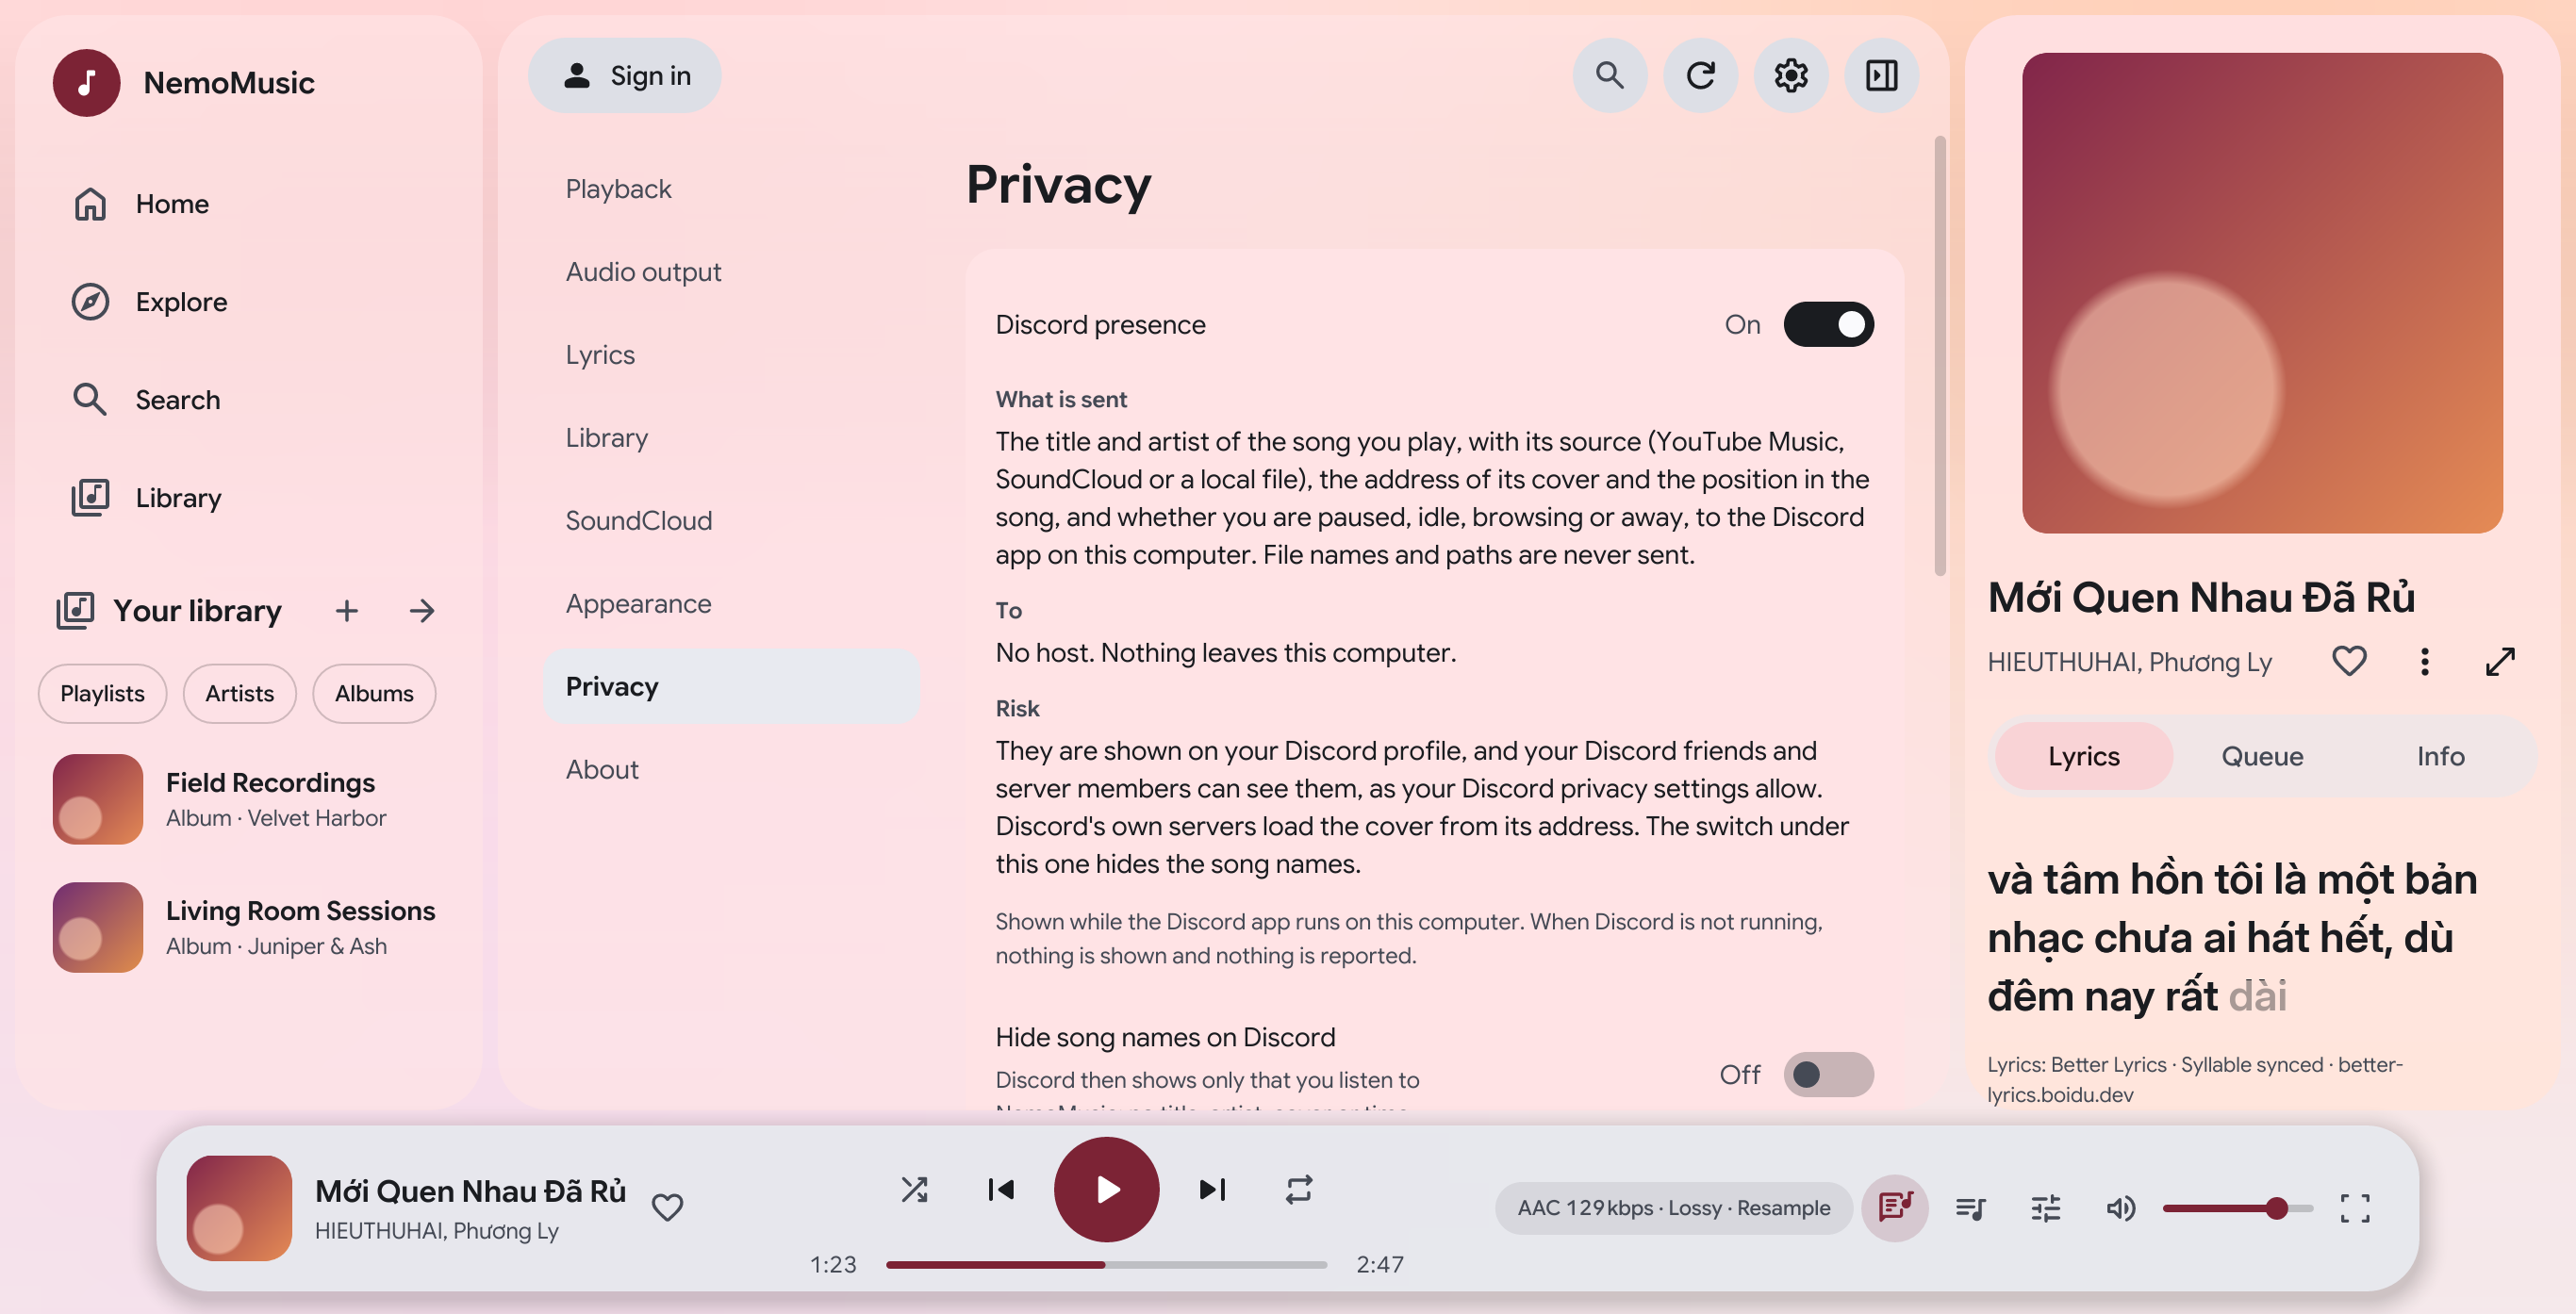 NemoMusic
Home
Explore
Search
Library
Your library
Playlists
Artists
Albums
Field Recordings
Album · Velvet Harbor
Living Room Sessions
Album · Juniper & Ash
Sign in
Playback
Audio output
Lyrics
Library
SoundCloud
Appearance
Privacy
About
Privacy
Discord presence
On
What is sent
The title and artist of the song you play, with its source (YouTube Music,
SoundCloud or a local file), the address of its cover and the position in the
song, and whether you are paused, idle, browsing or away, to the Discord
app on this computer. File names and paths are never sent.
To
No host. Nothing leaves this computer.
Risk
They are shown on your Discord profile, and your Discord friends and
server members can see them, as your Discord privacy settings allow.
Discord's own servers load the cover from its address. The switch under
this one hides the song names.
Shown while the Discord app runs on this computer. When Discord is not running,
nothing is shown and nothing is reported.
Hide song names on Discord
Off
Discord then shows only that you listen to
Mới Quen Nhau Đã Rủ
HIEUTHUHAI, Phương Ly
Lyrics
Queue
Info
và tâm hồn tôi là một bản
nhạc chưa ai hát hết, dù
đêm nay rất dài
Lyrics: Better Lyrics · Syllable synced · better-
lyrics.boidu.dev
Mới Quen Nhau Đã Rủ
HIEUTHUHAI, Phương Ly
1:23
2:47
AAC 129 kbps · Lossy · Resample